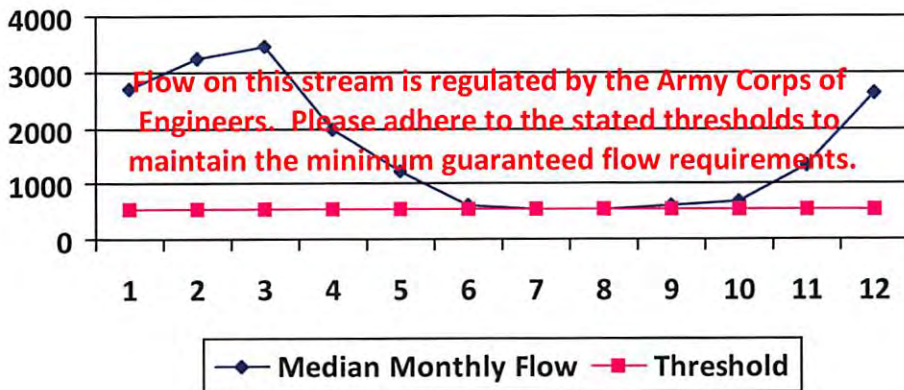 4000
3000
2000
1000
0
Flow on this stream is regulated by the Army Corps of
Engineers. Please adhere to the stated thresholds to
maintain the minimum guaranteed flow requirements.
1 2 3 4 5 6 7 8 9 10 11 12
Median Monthly Flow Threshold